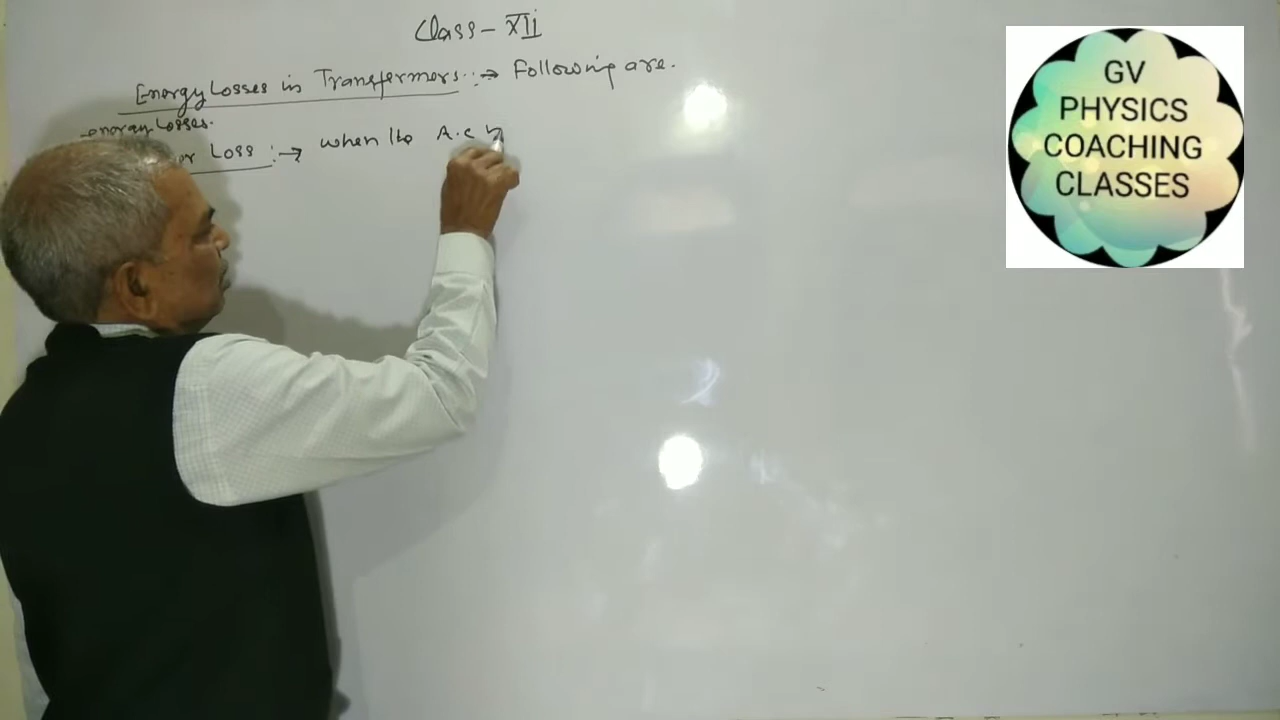 Class - XII
Energy Losses in Transformers :→ Following are.
energy Losses.
Loss :→ when the A.C
GV
PHYSICS
COACHING
CLASSES